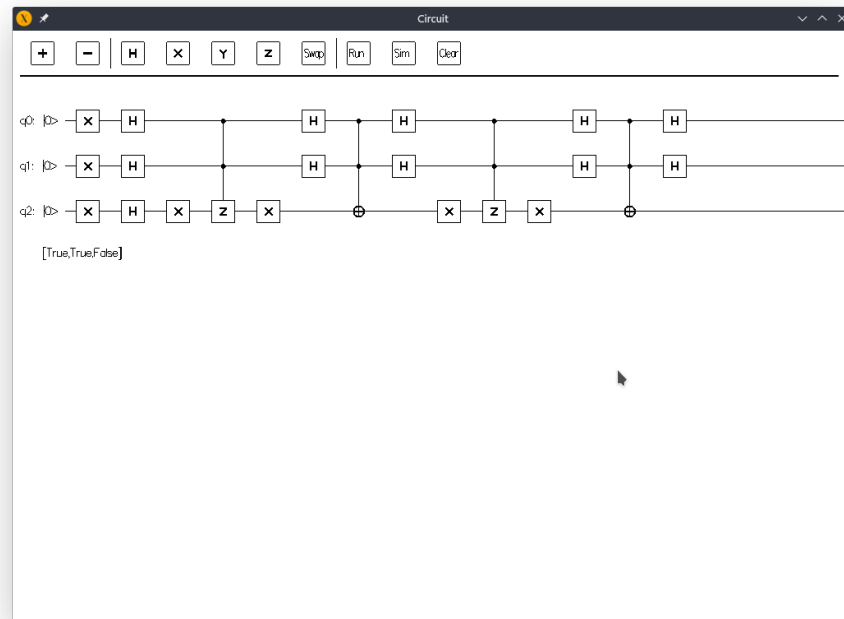 Circuit
+ − H X Y Z Swap Run Sim Clear
q0: |0> X H H H H H
q1: |0> X H H H H H
q2: |0> X H X Z X X Z X
[True,True,False]